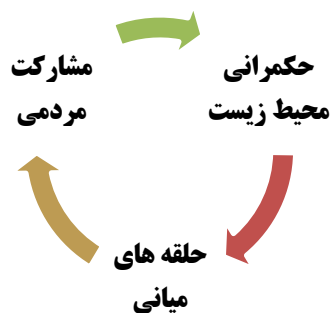 حکمرانی
محیط زیست
حلقه های
میانی
مشارکت
مردمی